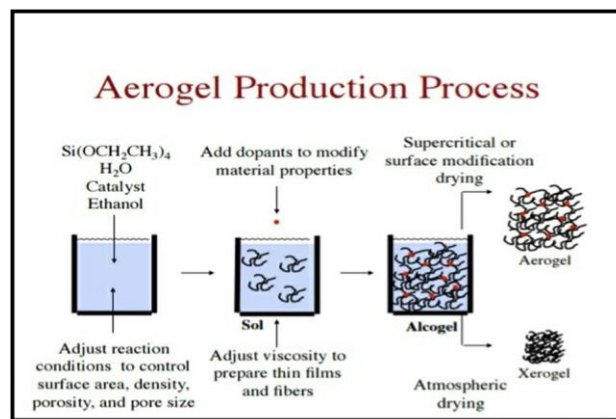 Aerogel Production Process
Si(OCH₂CH₃)₄
H₂O
Catalyst
Ethanol
Add dopants to modify
material properties
Supercritical or
surface modification
drying
Aerogel
Sol
Alcogel
Adjust reaction
conditions to control
surface area, density,
porosity, and pore size
Adjust viscosity to
prepare thin films
and fibers
Atmospheric
drying
Xerogel